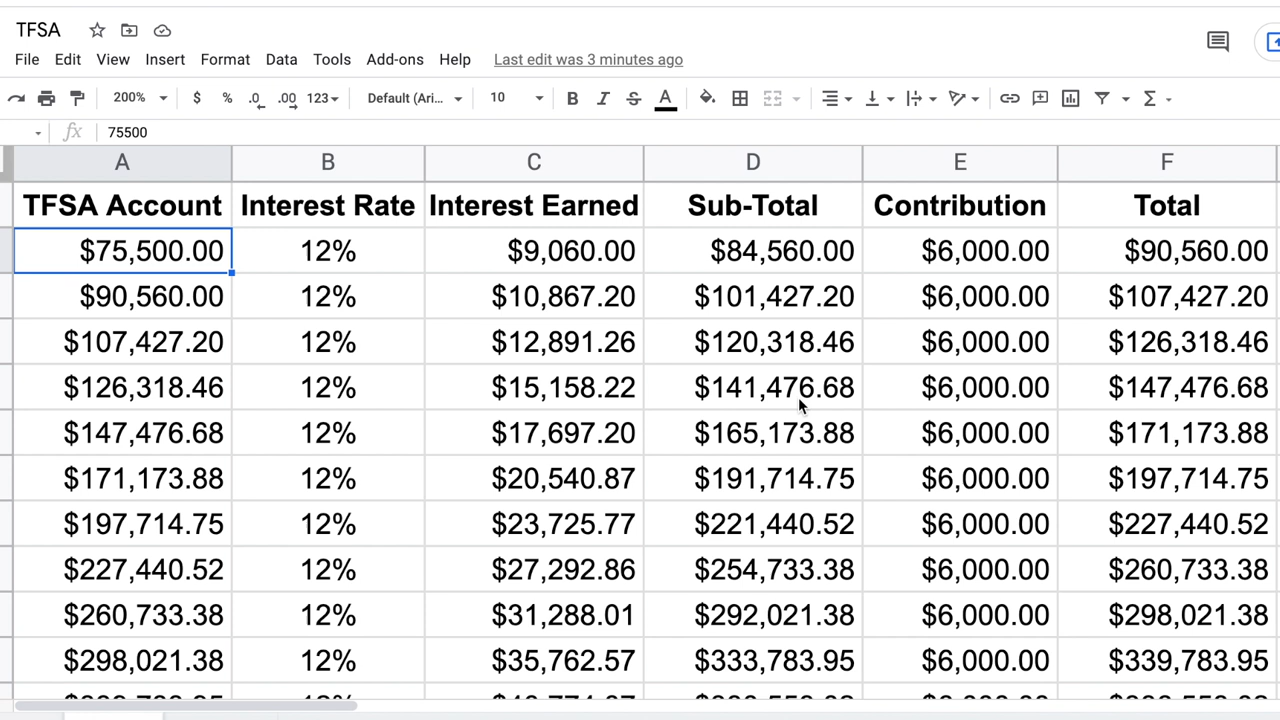 TFSA
File Edit View Insert Format Data Tools Add-ons Help Last edit was 3 minutes ago
200% $ % .0 .00 123 Default (Ari... 10 B I S A Σ
fx 75500
A B C D E F
TFSA Account Interest Rate Interest Earned Sub-Total Contribution Total
$75,500.00 12% $9,060.00 $84,560.00 $6,000.00 $90,560.00
$90,560.00 12% $10,867.20 $101,427.20 $6,000.00 $107,427.20
$107,427.20 12% $12,891.26 $120,318.46 $6,000.00 $126,318.46
$126,318.46 12% $15,158.22 $141,476.68 $6,000.00 $147,476.68
$147,476.68 12% $17,697.20 $165,173.88 $6,000.00 $171,173.88
$171,173.88 12% $20,540.87 $191,714.75 $6,000.00 $197,714.75
$197,714.75 12% $23,725.77 $221,440.52 $6,000.00 $227,440.52
$227,440.52 12% $27,292.86 $254,733.38 $6,000.00 $260,733.38
$260,733.38 12% $31,288.01 $292,021.38 $6,000.00 $298,021.38
$298,021.38 12% $35,762.57 $333,783.95 $6,000.00 $339,783.95